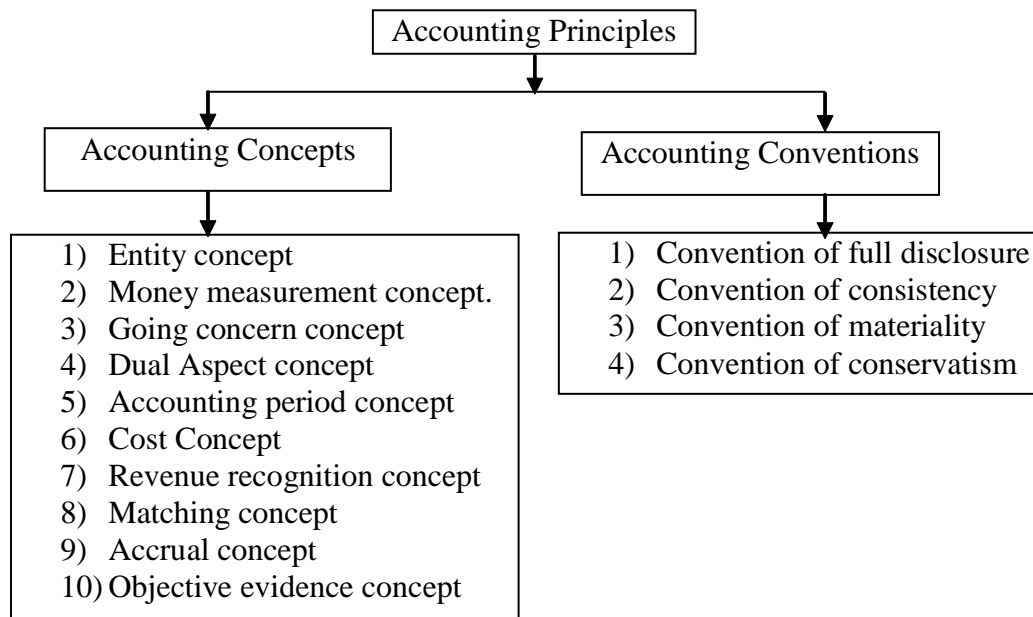 Accounting Principles
Accounting Concepts
Accounting Conventions
1) Entity concept
2) Money measurement concept.
3) Going concern concept
4) Dual Aspect concept
5) Accounting period concept
6) Cost Concept
7) Revenue recognition concept
8) Matching concept
9) Accrual concept
10) Objective evidence concept
1) Convention of full disclosure
2) Convention of consistency
3) Convention of materiality
4) Convention of conservatism